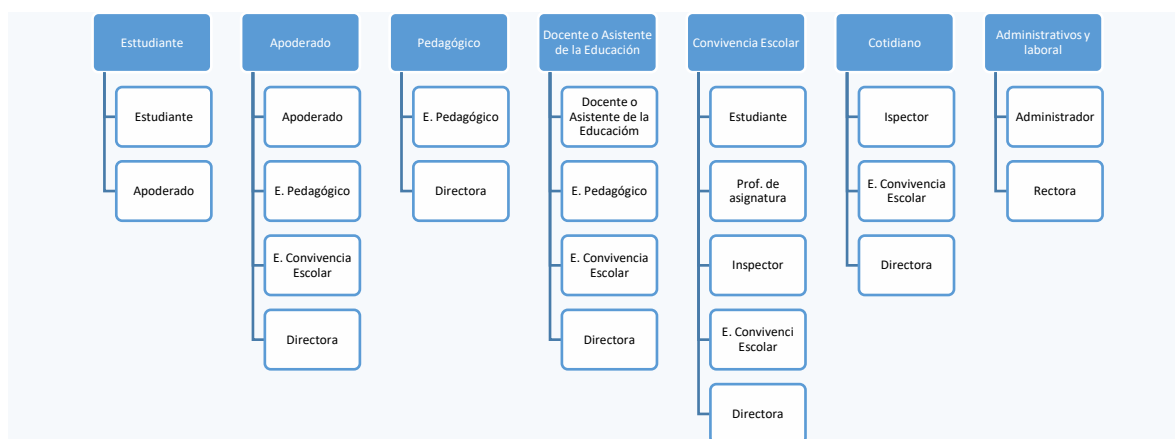 Esttudiante
Estudiante
Apoderado
Apoderado
Apoderado
E. Pedagógico
E. Convivencia
Escolar
Directora
Pedagógico
E. Pedagógico
Directora
Docente o Asistente
de la Educación
Docente o
Asistente de la
Educacióm
E. Pedagógico
E. Convivencia
Escolar
Directora
Convivencia Escolar
Estudiante
Prof. de
asignatura
Inspector
E. Convivenci
Escolar
Directora
Cotidiano
Ispector
E. Convivencia
Escolar
Directora
Administrativos y
laboral
Administrador
Rectora